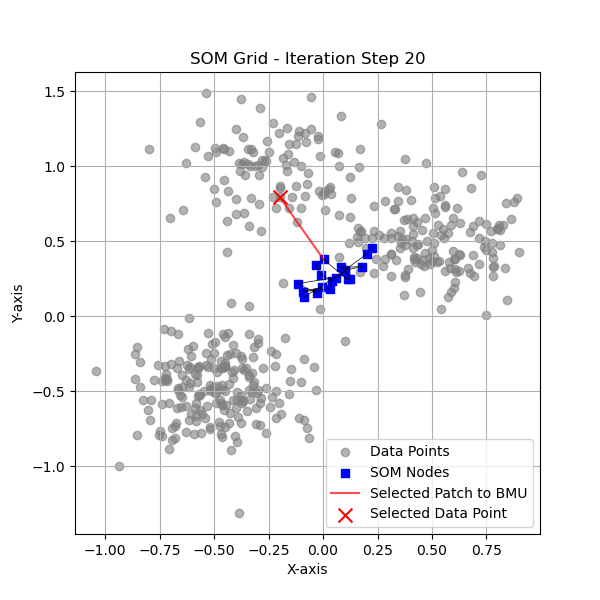 SOM Grid - Iteration Step 20
1.5
1.0
0.5
0.0
−0.5
−1.0
Y-axis
−1.00 −0.75 −0.50 −0.25 0.00 0.25 0.50 0.75
X-axis
Data Points
SOM Nodes
Selected Patch to BMU
Selected Data Point